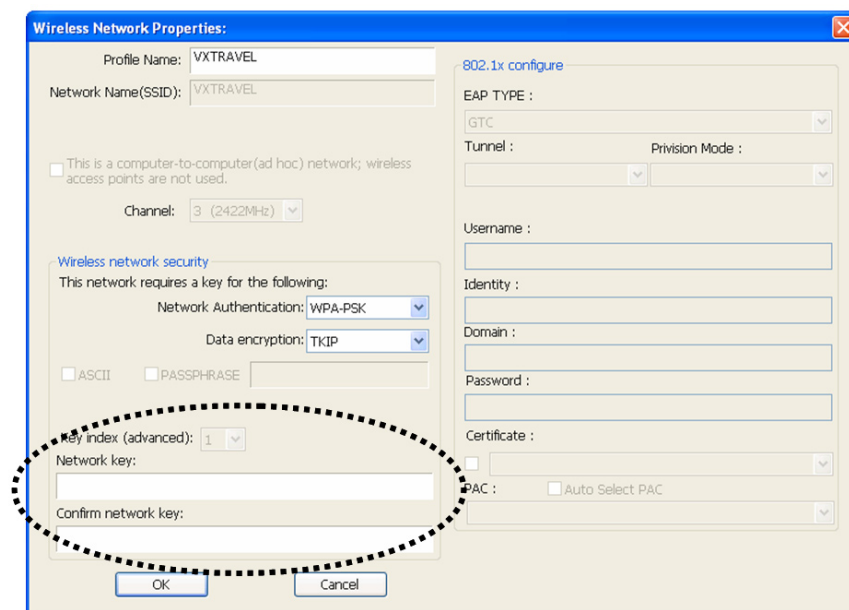 Wireless Network Properties:
Profile Name: VXTRAVEL
Network Name(SSID): VXTRAVEL
This is a computer-to-computer(ad hoc) network; wireless
access points are not used.
Channel: 3 (2422MHz)
Wireless network security
This network requires a key for the following:
Network Authentication: WPA-PSK
Data encryption: TKIP
ASCII PASSPHRASE
Key index (advanced): 1
Network key:
Confirm network key:
OK Cancel
802.1x configure
EAP TYPE :
GTC
Tunnel : Privision Mode :
Username :
Identity :
Domain :
Password :
Certificate :
PAC : Auto Select PAC